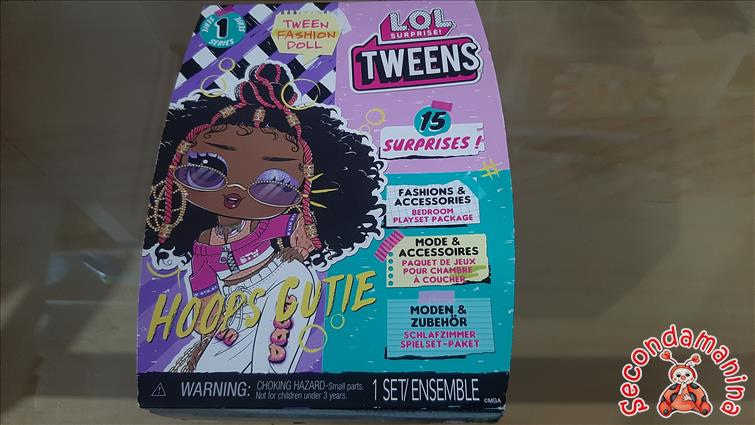 FIRST
1
SERIES
TWEEN
FASHION
DOLL
L.O.L.
SURPRISE!
TWEENS
15
SURPRISES !
FASHIONS &
ACCESSORIES
BEDROOM
PLAYSET PACKAGE
MODE &
ACCESSOIRES
PAQUET DE JEUX
POUR CHAMBRE
À COUCHER
MODEN &
ZUBEHÖR
SCHLAFZIMMER
SPIELSET-PAKET
HOOPS CUTIE
WARNING: CHOKING HAZARD-Small parts.
Not for children under 3 years.
1 SET/ENSEMBLE
©MGA
secondamanina